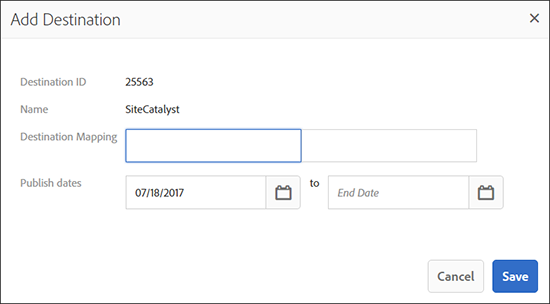 Add Destination
Destination ID 25563
Name SiteCatalyst
Destination Mapping
Publish dates 07/18/2017 to End Date
Cancel Save